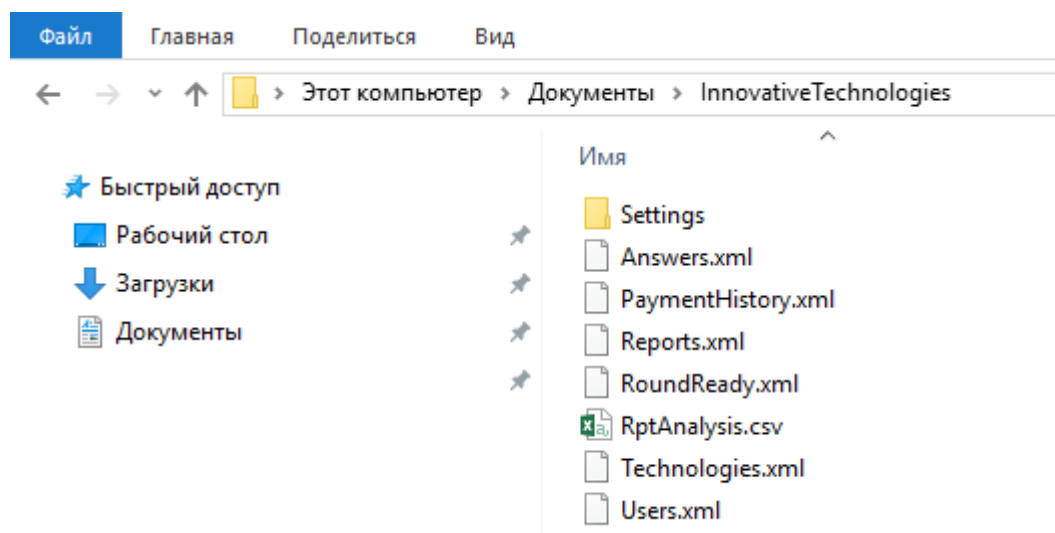 Файл Главная Поделиться Вид
Этот компьютер > Документы > InnovativeTechnologies
Имя
Быстрый доступ
Рабочий стол
Загрузки
Документы
Settings
Answers.xml
PaymentHistory.xml
Reports.xml
RoundReady.xml
RptAnalysis.csv
Technologies.xml
Users.xml